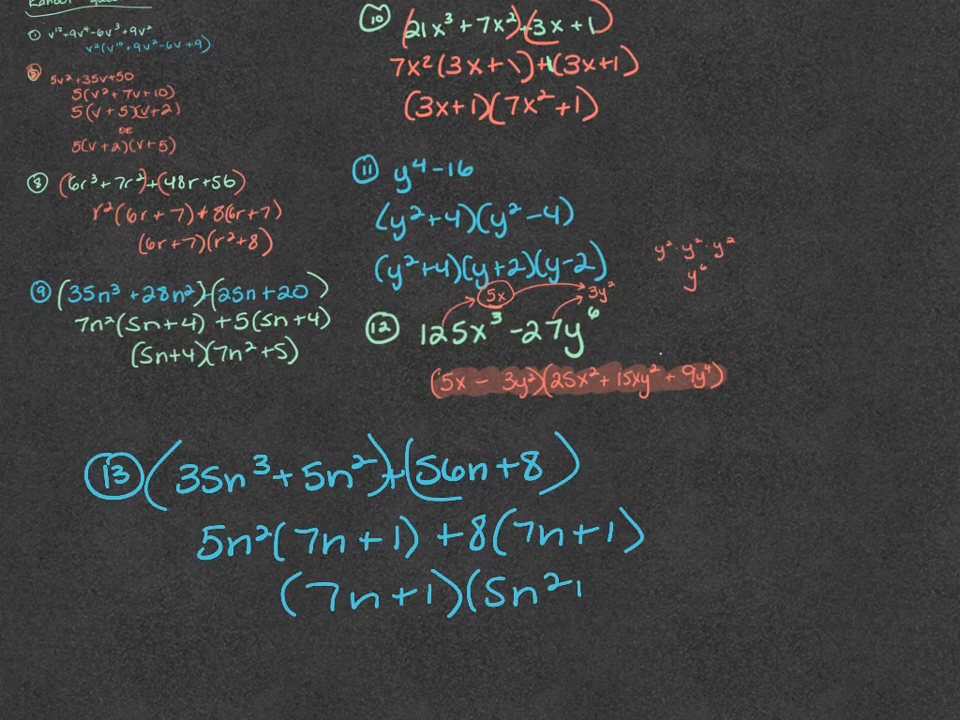 Kahoot
① v¹²+9v⁴-6v³+9v²
v²(v¹⁰+9v²-6v+9)
5v²+35v+50
5(v²+7v+10)
5(v+5)(v+2)
or
5(v+2)(v+5)
⑧ (6r³+7r²)+(48r+56)
r²(6r+7)+8(6r+7)
(6r+7)(r²+8)
⑨ (35n³+28n²)+(25n+20)
7n²(5n+4)+5(5n+4)
(5n+4)(7n²+5)
⑩ (21x³+7x²)+(3x+1)
7x²(3x+1)+1(3x+1)
(3x+1)(7x²+1)
⑪ y⁴-16
(y²+4)(y²-4)
(y²+4)(y+2)(y-2)
y²·y²·y²
y⁶
5x 3y²
⑫ 125x³-27y⁶
(5x-3y²)(25x²+15xy²+9y⁴)
⑬ (35n³+5n²)+(56n+8)
5n²(7n+1)+8(7n+1)
(7n+1)(5n²